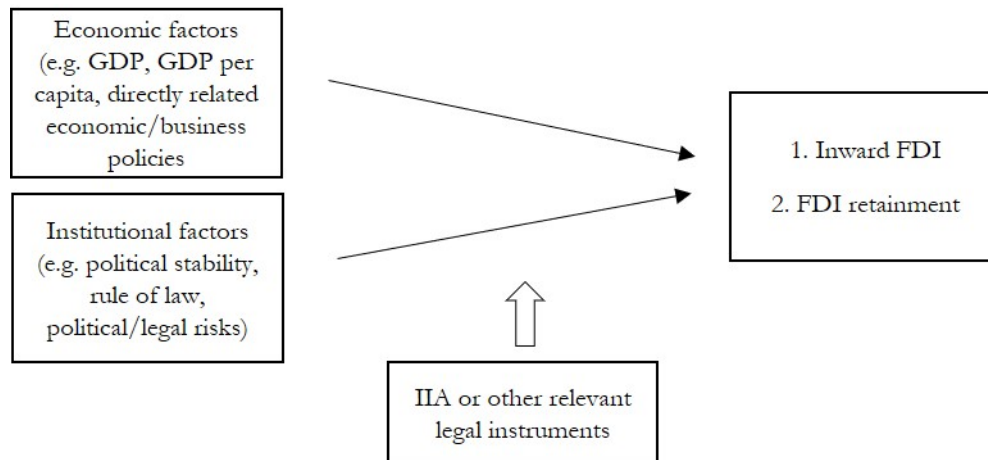 Economic factors
(e.g. GDP, GDP per
capita, directly related
economic/business
policies
Institutional factors
(e.g. political stability,
rule of law,
political/legal risks)
1. Inward FDI
2. FDI retainment
IIA or other relevant
legal instruments